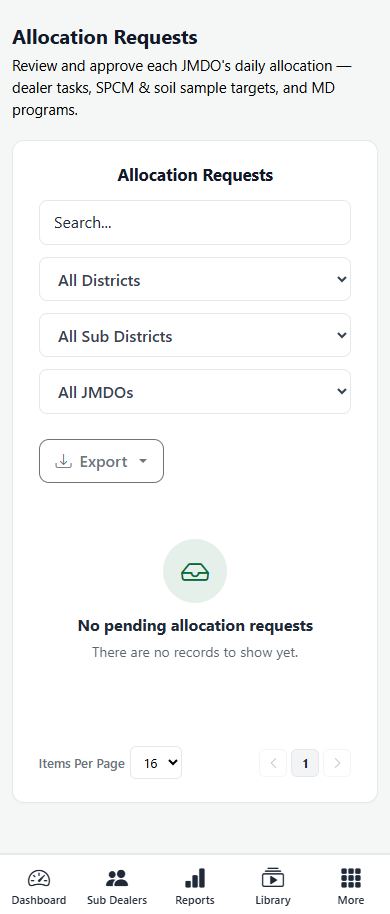 Allocation Requests
Review and approve each JMDO's daily allocation —
dealer tasks, SPCM & soil sample targets, and MD
programs.
Allocation Requests
Search...
All Districts
All Sub Districts
All JMDOs
Export
No pending allocation requests
There are no records to show yet.
Items Per Page 16 1
Dashboard Sub Dealers Reports Library More